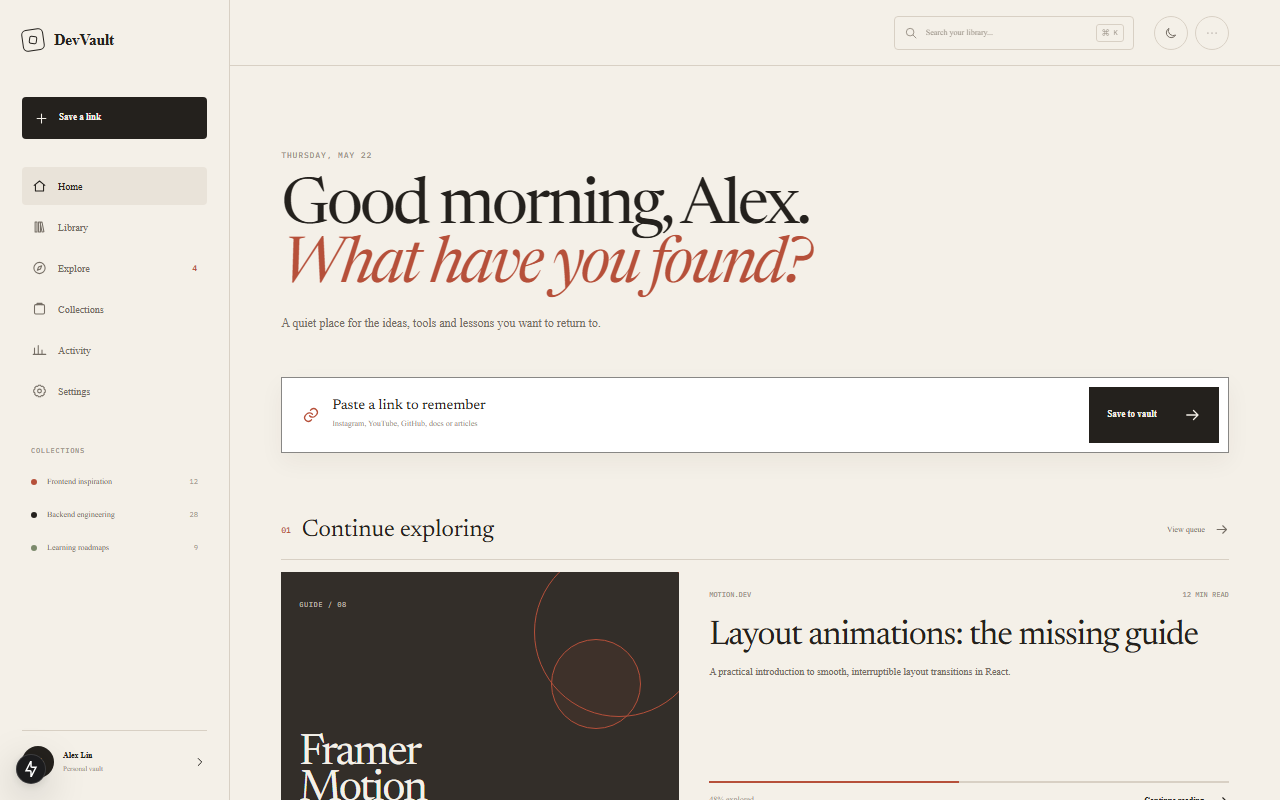 DevVault
Save a link
Home
Library
Explore 4
Collections
Activity
Settings
COLLECTIONS
Frontend inspiration 12
Backend engineering 28
Learning roadmaps 9
Alex Lin
Personal vault
Search your library... ⌘ K
THURSDAY, MAY 22
Good morning, Alex.
What have you found?
A quiet place for the ideas, tools and lessons you want to return to.
Paste a link to remember
Instagram, YouTube, GitHub, docs or articles
Save to vault
01 Continue exploring
View queue
GUIDE / 08
Framer
Motion
MOTION.DEV 12 MIN READ
Layout animations: the missing guide
A practical introduction to smooth, interruptible layout transitions in React.